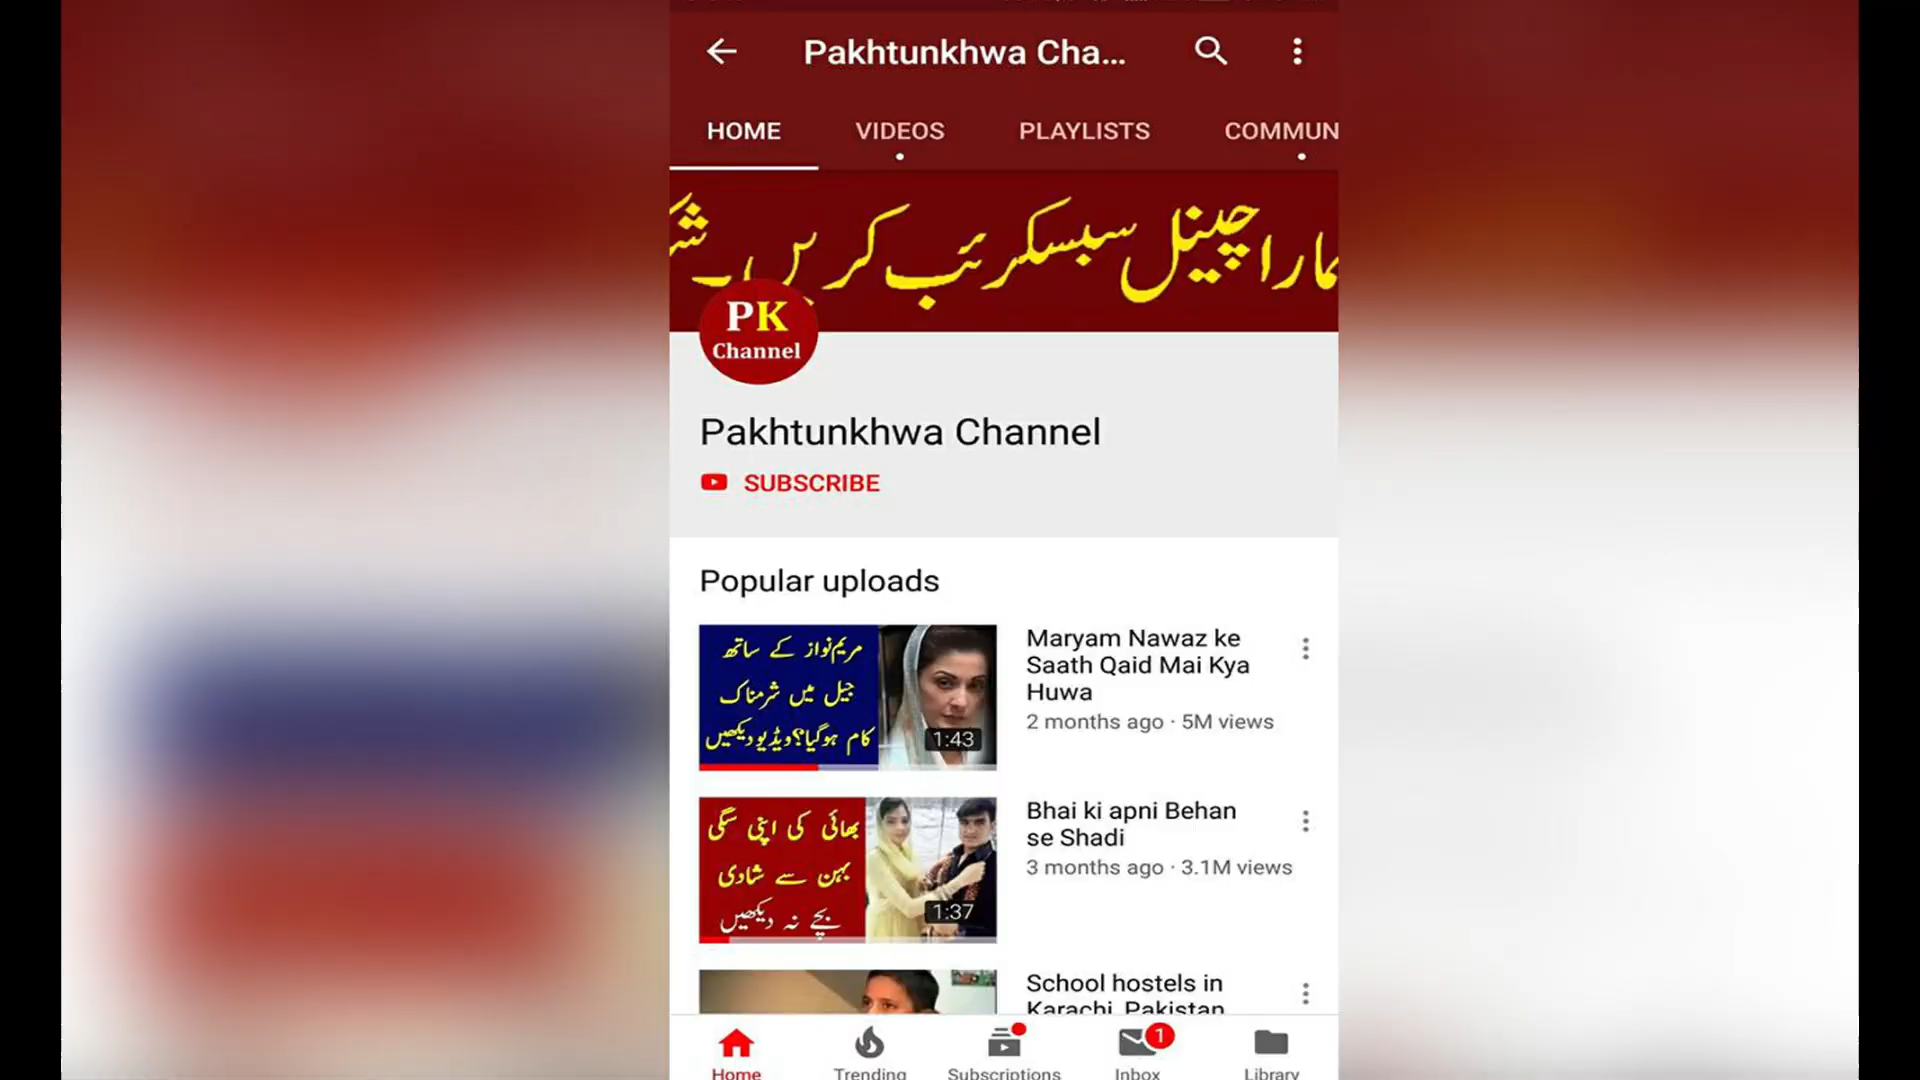 Pakhtunkhwa Cha...
HOME VIDEOS PLAYLISTS COMMUN
مارا چینل سبسکرئب کریں۔
PK
Channel
Pakhtunkhwa Channel
SUBSCRIBE
Popular uploads
مریم نواز کے ساتھ
جیل میں شرمناک
کام ہوگیا؟ ویڈیو دیکھیں
1:43
Maryam Nawaz ke
Saath Qaid Mai Kya
Huwa
2 months ago · 5M views
بھائی کی اپنی سگی
بہن سے شادی
بچے نہ دیکھیں
1:37
Bhai ki apni Behan
se Shadi
3 months ago · 3.1M views
School hostels in
Karachi, Pakistan
1
Home Trending Subscriptions Inbox Library